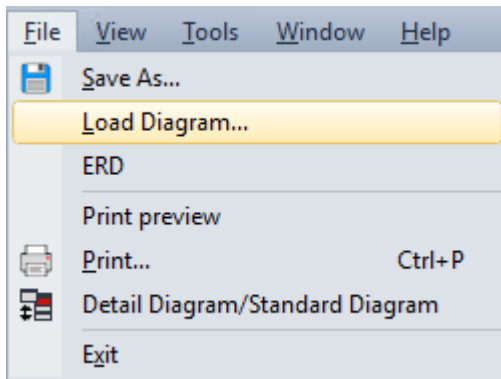 File View Tools Window Help
Save As...
Load Diagram...
ERD
Print preview
Print... Ctrl+P
Detail Diagram/Standard Diagram
Exit